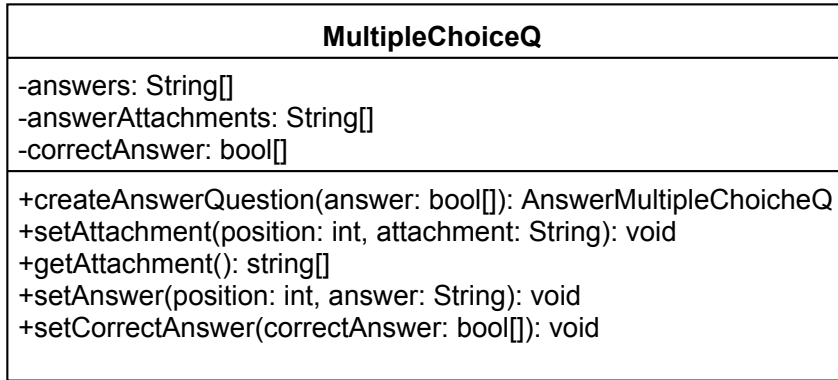 MultipleChoiceQ
-answers: String[]
-answerAttachments: String[]
-correctAnswer: bool[]
+createAnswerQuestion(answer: bool[]): AnswerMultipleChoicheQ
+setAttachment(position: int, attachment: String): void
+getAttachment(): string[]
+setAnswer(position: int, answer: String): void
+setCorrectAnswer(correctAnswer: bool[]): void